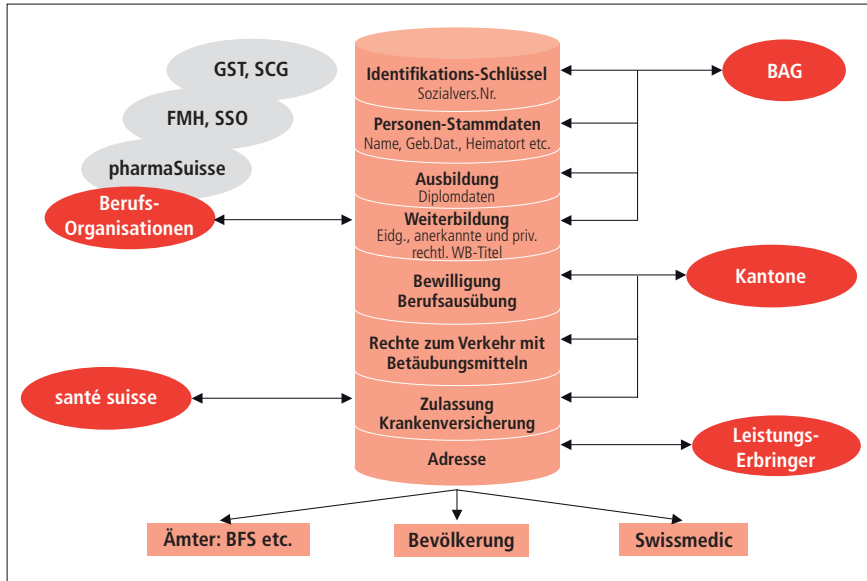 GST, SCG
FMH, SSO
pharmaSuisse
Berufs-
Organisationen
santé suisse
Identifikations-Schlüssel
Sozialvers.Nr.
Personen-Stammdaten
Name, Geb.Dat., Heimatort etc.
Ausbildung
Diplomdaten
Weiterbildung
Eidg., anerkannte und priv.
rechtl. WB-Titel
Bewilligung
Berufsausübung
Rechte zum Verkehr mit
Betäubungsmitteln
Zulassung
Krankenversicherung
Adresse
BAG
Kantone
Leistungs-
Erbringer
Ämter: BFS etc.
Bevölkerung
Swissmedic